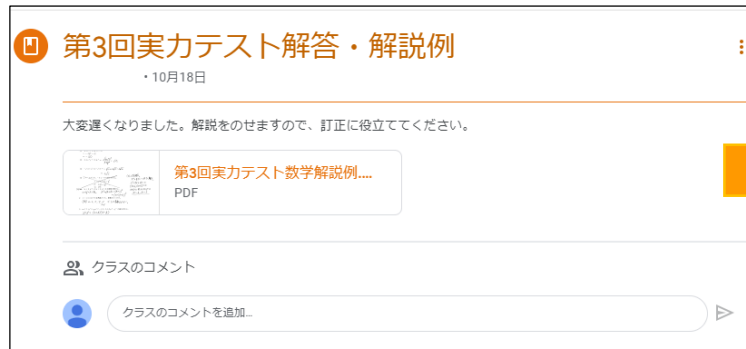 第3回実力テスト解答・解説例
・10月18日
大変遅くなりました。解説をのせますので、訂正に役立ててください。
第3回実力テスト数学解説例....
PDF
クラスのコメント
クラスのコメントを追加...